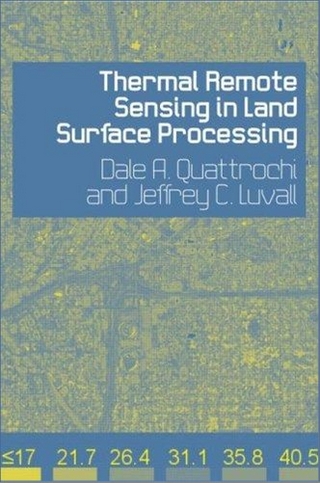 Thermal Remote
Sensing in Land
Surface Processing
Dale A. Quattrochi
and Jeffrey C. Luvall
≤17 21.7 26.4 31.1 35.8 40.5